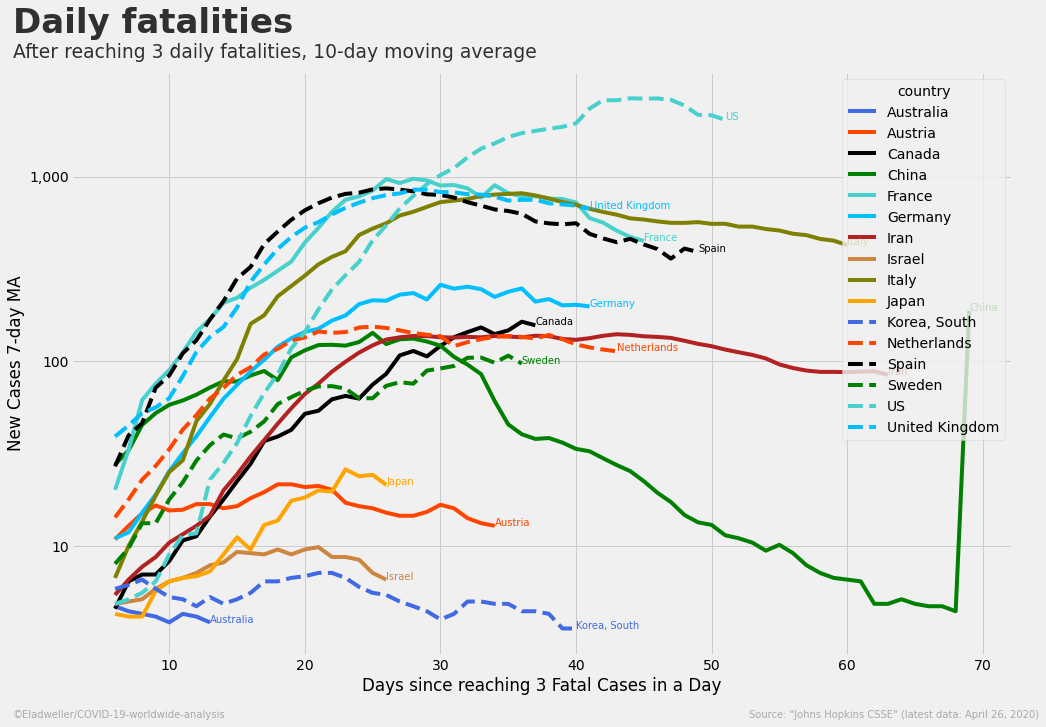 Daily fatalities
After reaching 3 daily fatalities, 10-day moving average
country
Australia
Austria
Canada
China
France
Germany
Iran
Israel
Italy
Japan
Korea, South
Netherlands
Spain
Sweden
US
United Kingdom
US
United Kingdom
France
Spain
Italy
China
Germany
Canada
Netherlands
Sweden
Iran
Japan
Austria
Israel
Australia
Korea, South
1,000
100
10
New Cases 7-day MA
10 20 30 40 50 60 70
Days since reaching 3 Fatal Cases in a Day
©Eladweller/COVID-19-worldwide-analysis
Source: "Johns Hopkins CSSE" (latest data: April 26, 2020)